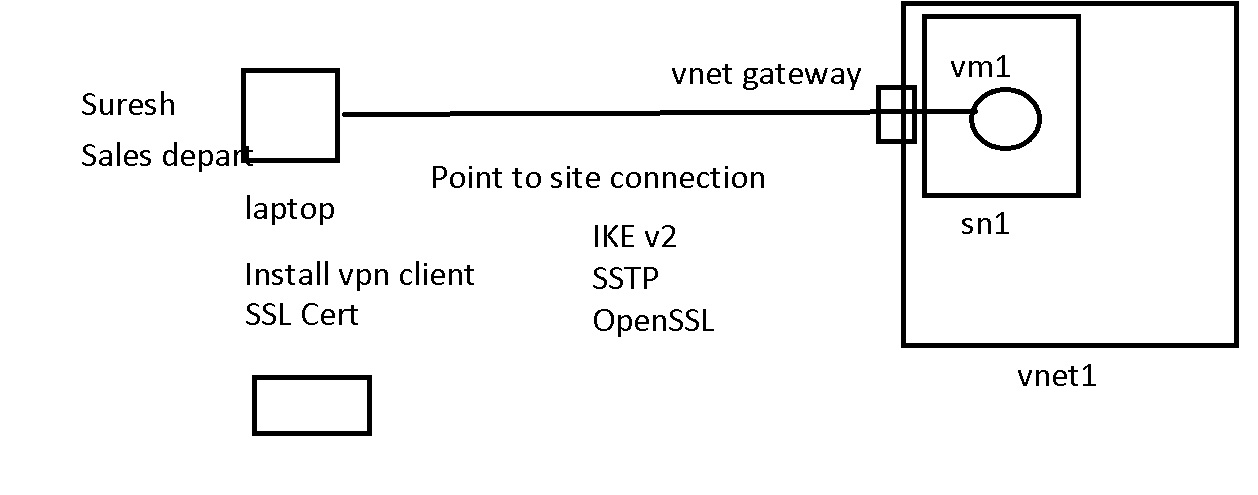 Suresh
Sales depart
laptop
Install vpn client
SSL Cert
Point to site connection
IKE v2
SSTP
OpenSSL
vnet gateway
vm1
sn1
vnet1